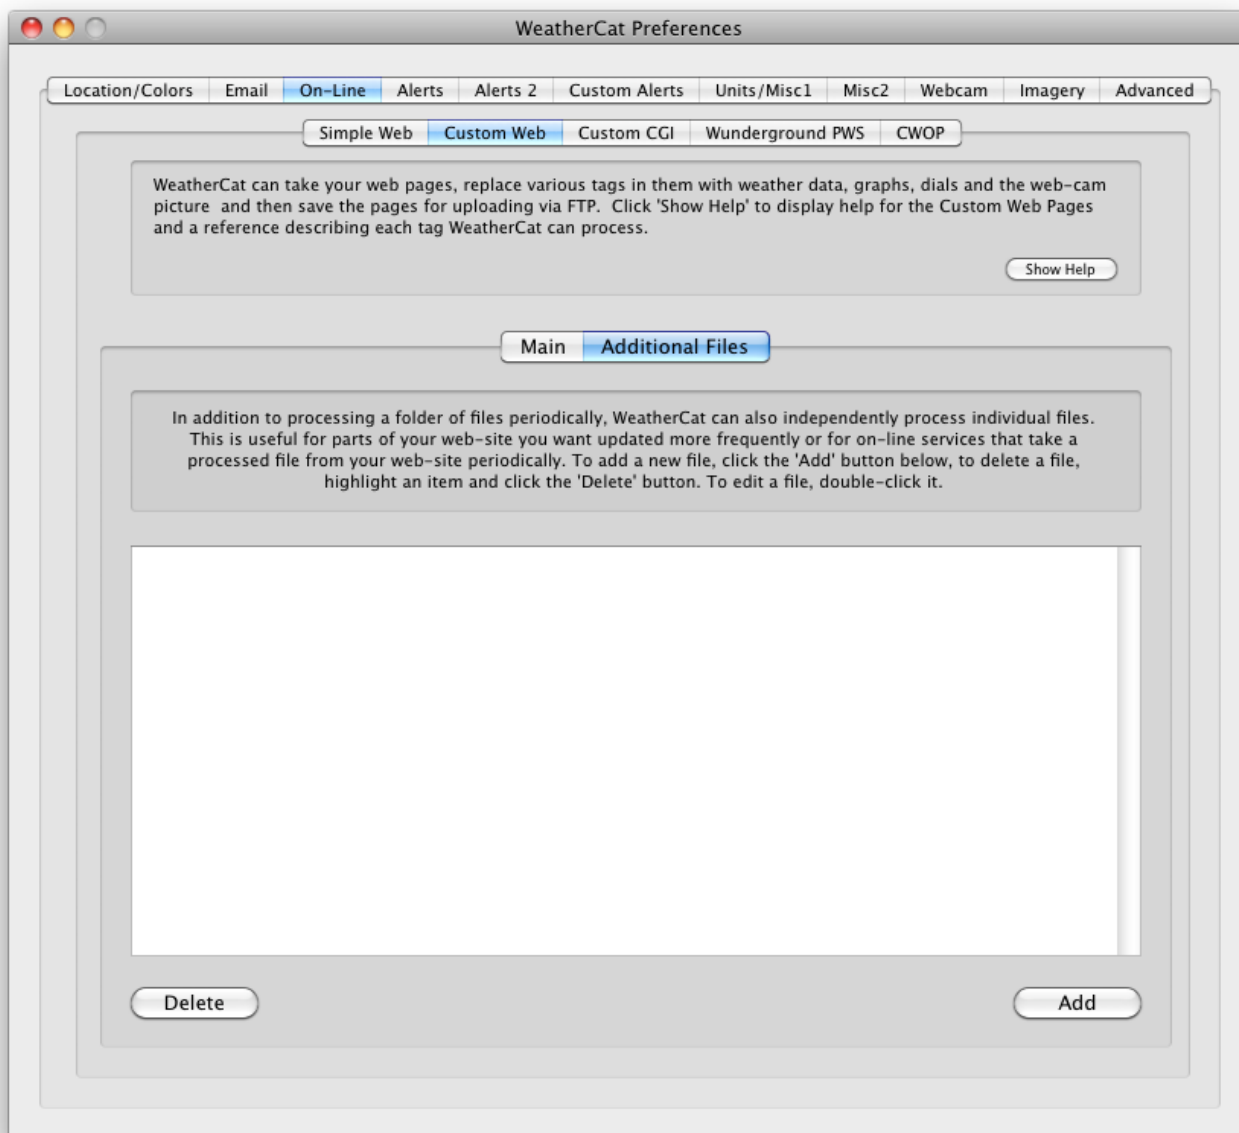 WeatherCat Preferences
Location/Colors Email On-Line Alerts Alerts 2 Custom Alerts Units/Misc1 Misc2 Webcam Imagery Advanced
Simple Web Custom Web Custom CGI Wunderground PWS CWOP
WeatherCat can take your web pages, replace various tags in them with weather data, graphs, dials and the web-cam
picture  and then save the pages for uploading via FTP.  Click 'Show Help' to display help for the Custom Web Pages
and a reference describing each tag WeatherCat can process.
Show Help
Main Additional Files
In addition to processing a folder of files periodically, WeatherCat can also independently process individual files.
This is useful for parts of your web-site you want updated more frequently or for on-line services that take a
processed file from your web-site periodically. To add a new file, click the 'Add' button below, to delete a file,
highlight an item and click the 'Delete' button. To edit a file, double-click it.
Delete Add